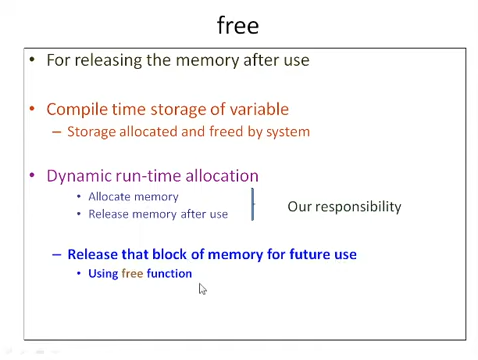 free
• For releasing the memory after use
• Compile time storage of variable
– Storage allocated and freed by system
• Dynamic run-time allocation
• Allocate memory
• Release memory after use
Our responsibility
– Release that block of memory for future use
• Using free function